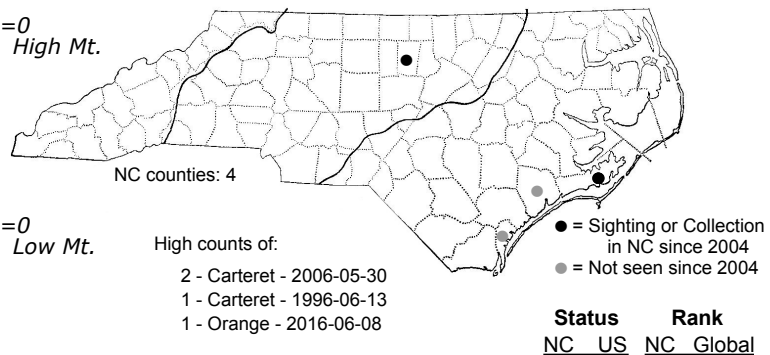 =0
High Mt.
NC counties: 4
=0
Low Mt.
High counts of:
2 - Carteret - 2006-05-30
1 - Carteret - 1996-06-13
1 - Orange - 2016-06-08
● = Sighting or Collection
in NC since 2004
● = Not seen since 2004
Status Rank
NC US NC Global